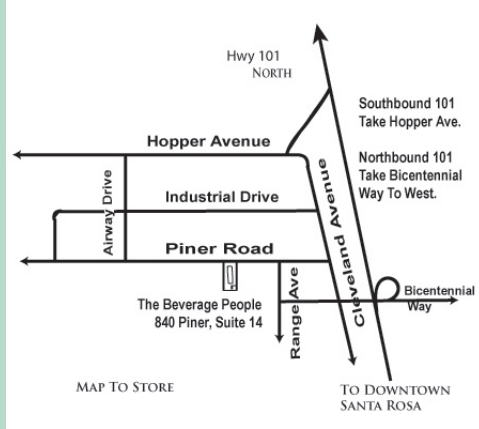 Hwy 101
NORTH
Southbound 101
Take Hopper Ave.
Hopper Avenue
Northbound 101
Take Bicentennial
Way To West.
Airway Drive
Industrial Drive
Cleveland Avenue
Piner Road
Range Ave
Bicentennial
Way
The Beverage People
840 Piner, Suite 14
MAP TO STORE
TO DOWNTOWN
SANTA ROSA